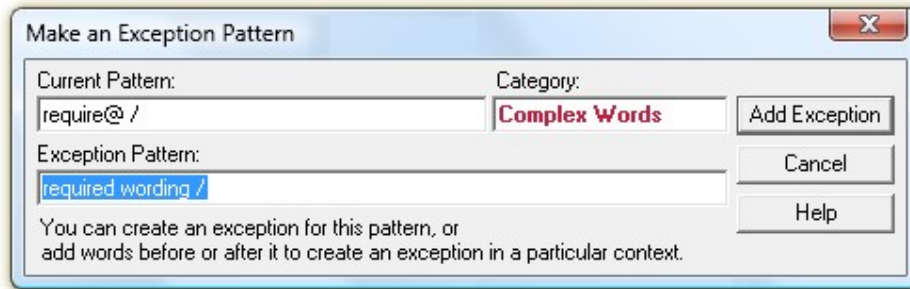 Make an Exception Pattern
Current Pattern: Category:
require@ / Complex Words Add Exception
Exception Pattern: Cancel
required wording /
Help
You can create an exception for this pattern, or
add words before or after it to create an exception in a particular context.